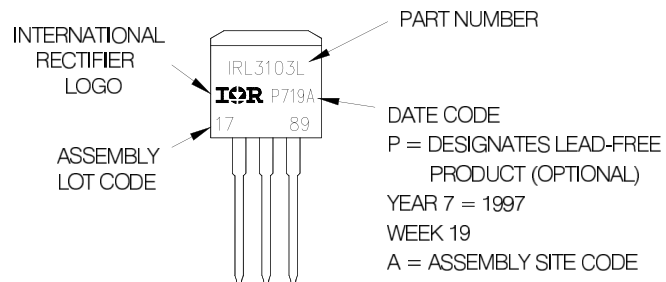 INTERNATIONAL
RECTIFIER
LOGO
ASSEMBLY
LOT CODE
IRL3103L
IOR P719A
17 89
PART NUMBER
DATE CODE
P = DESIGNATES LEAD-FREE
PRODUCT (OPTIONAL)
YEAR 7 = 1997
WEEK 19
A = ASSEMBLY SITE CODE